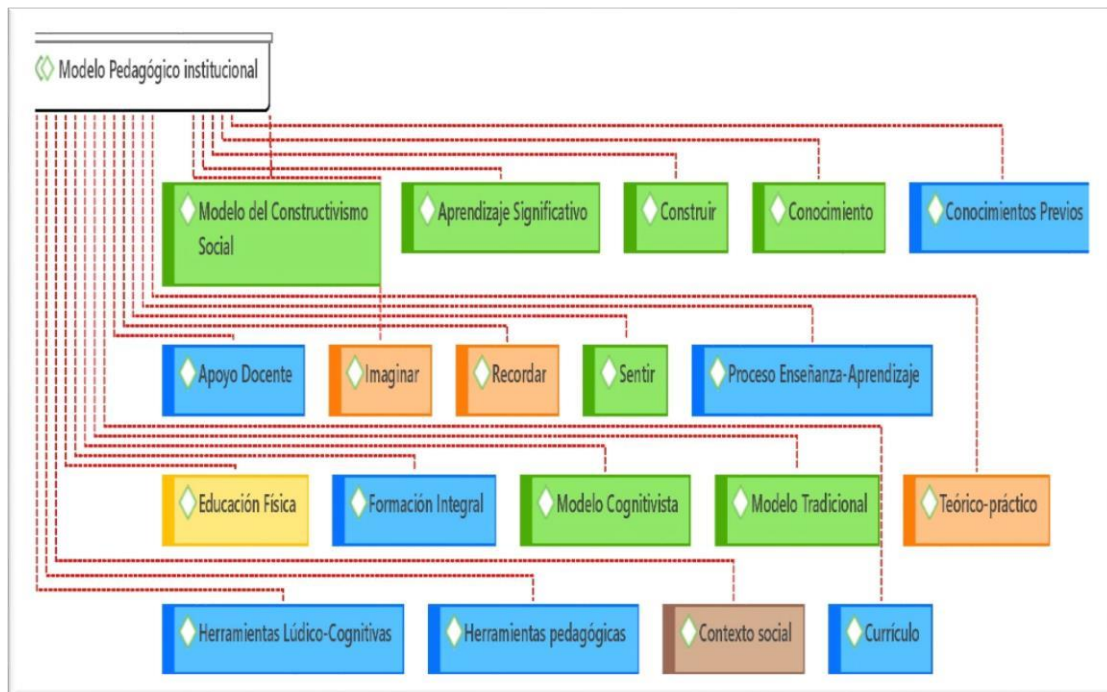 Modelo Pedagógico institucional
Modelo del Constructivismo
Social
Aprendizaje Significativo
Construir
Conocimiento
Conocimientos Previos
Apoyo Docente
Imaginar
Recordar
Sentir
Proceso Enseñanza-Aprendizaje
Educación Física
Formación Integral
Modelo Cognitivista
Modelo Tradicional
Teórico-práctico
Herramientas Lúdico-Cognitivas
Herramientas pedagógicas
Contexto social
Currículo